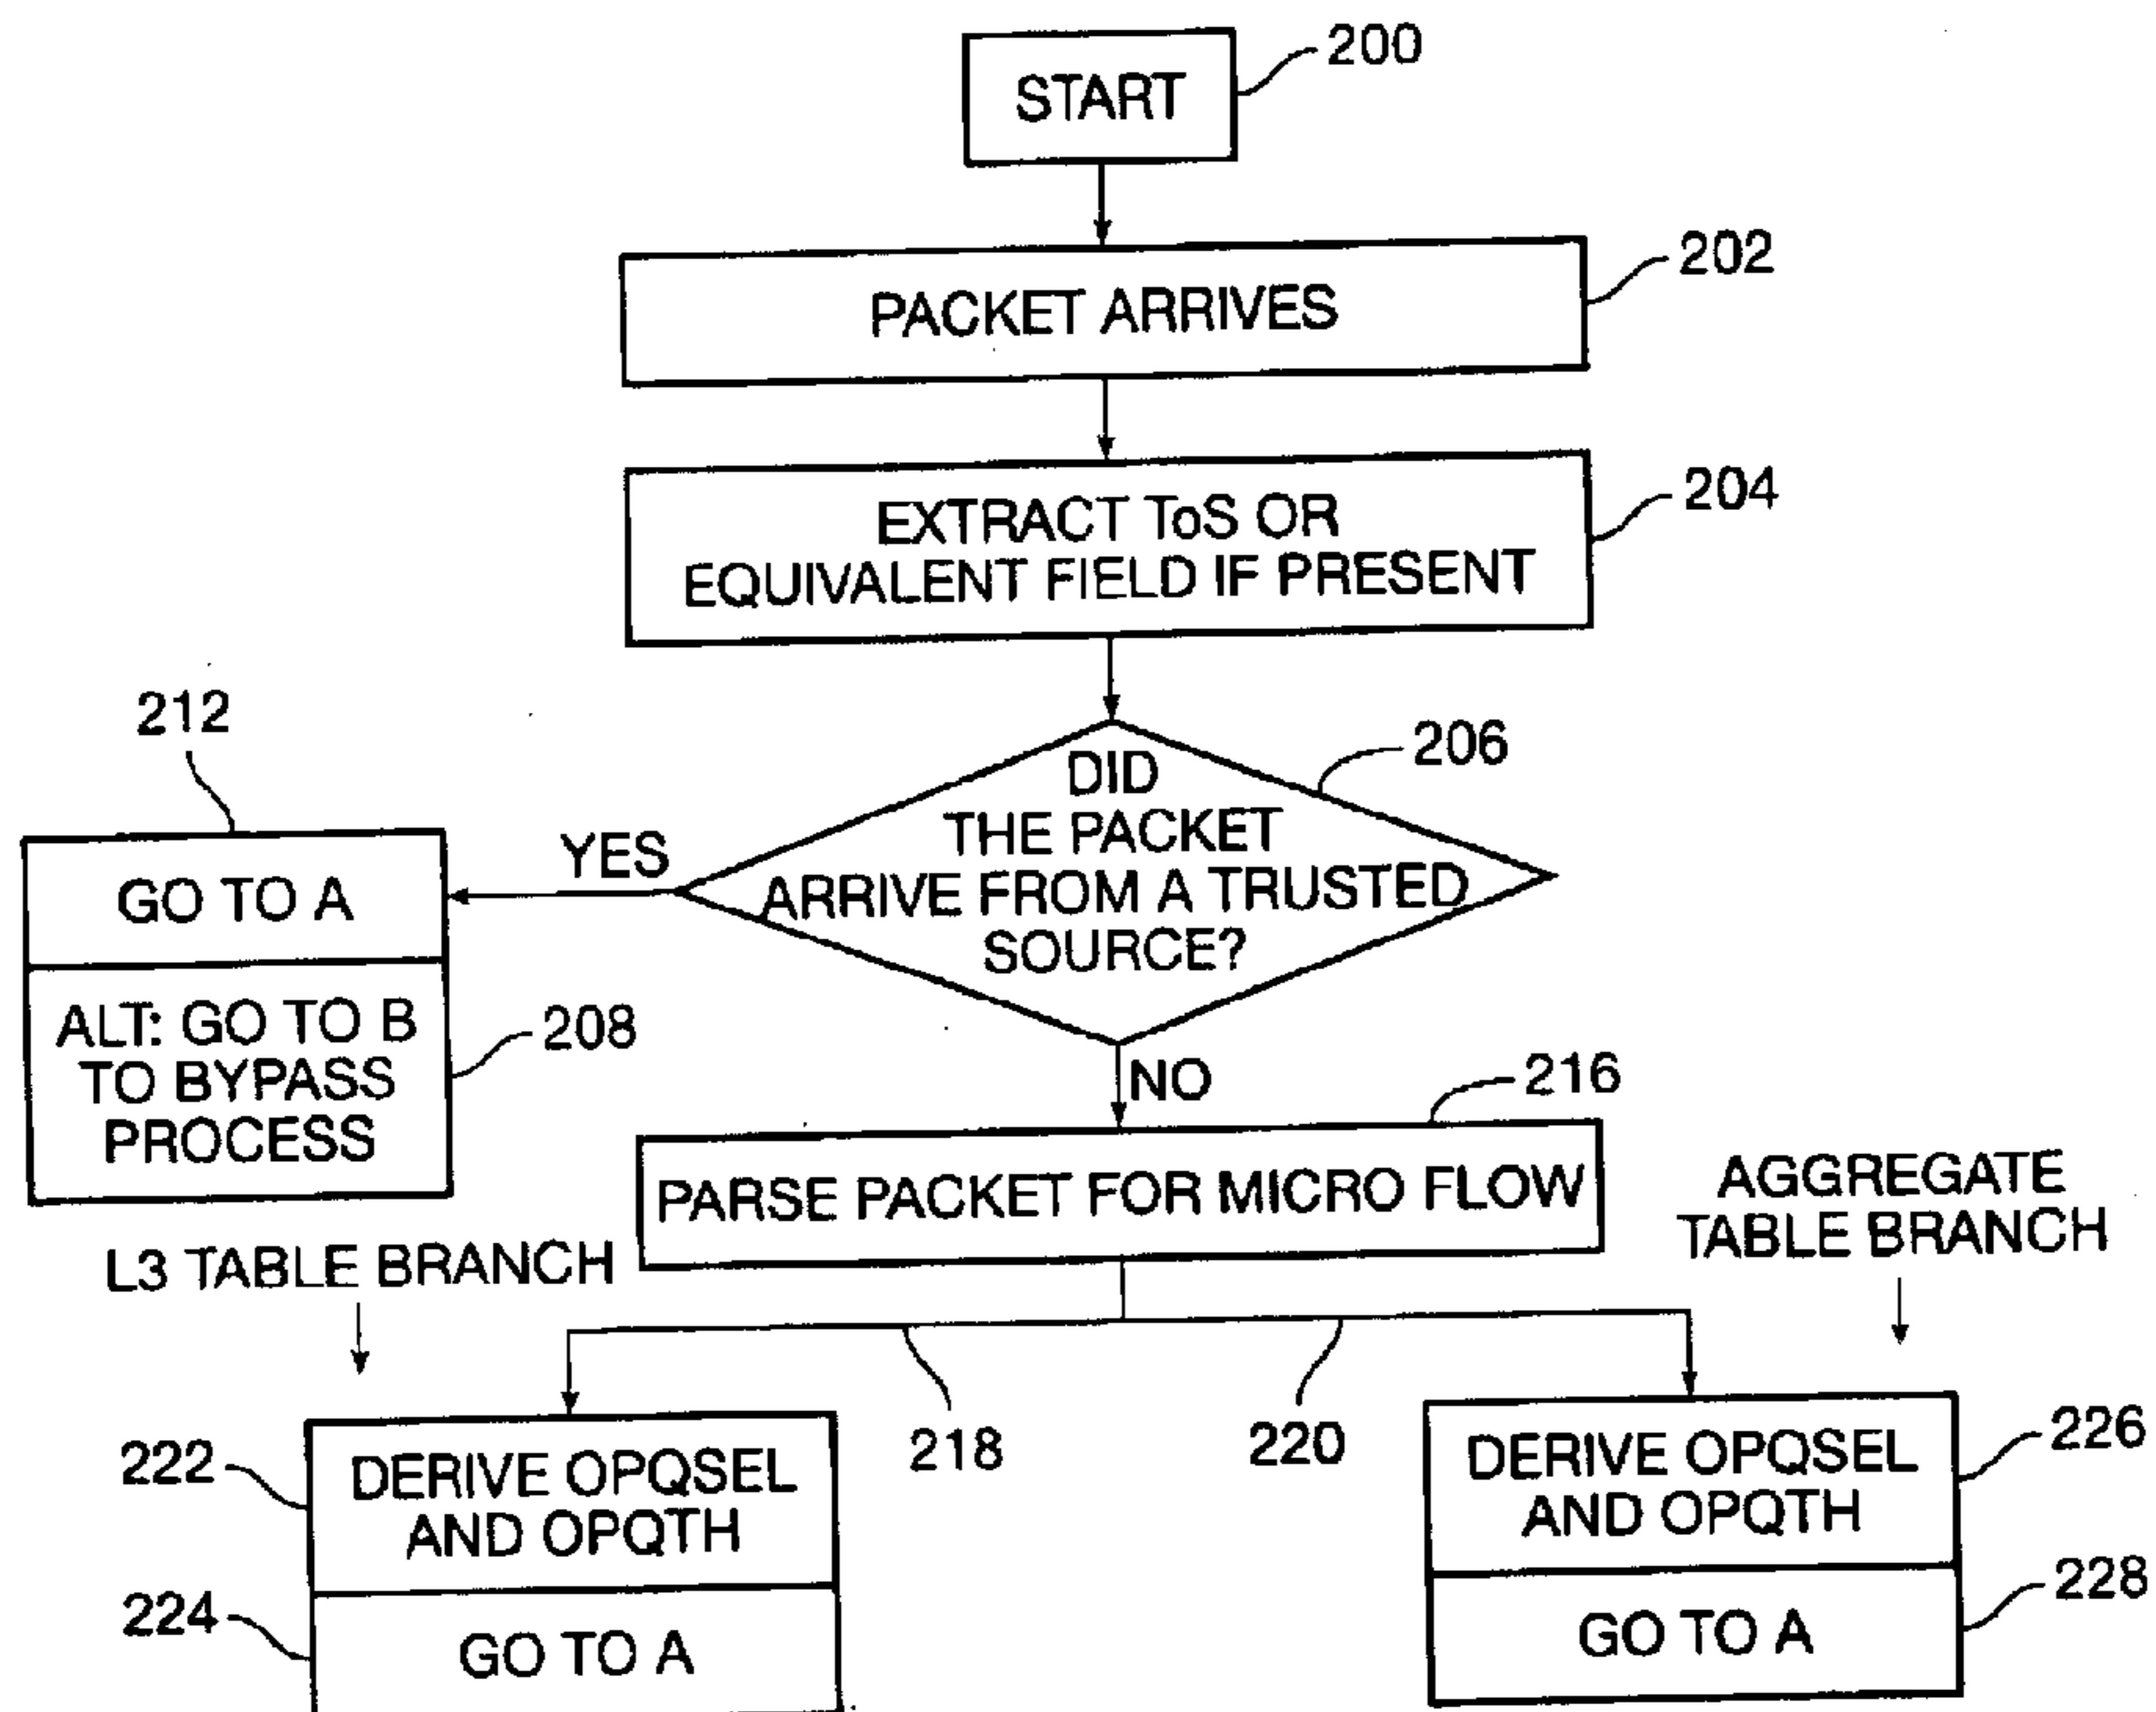 START
200
PACKET ARRIVES
202
EXTRACT ToS OR
EQUIVALENT FIELD IF PRESENT
204
DID
THE PACKET
ARRIVE FROM A TRUSTED
SOURCE?
206
YES
212
GO TO A
ALT: GO TO B
TO BYPASS
PROCESS
208
NO
216
PARSE PACKET FOR MICRO FLOW
L3 TABLE BRANCH
AGGREGATE
TABLE BRANCH
218
220
222
DERIVE OPQSEL
AND OPQTH
224
GO TO A
DERIVE OPQSEL
AND OPQTH
226
GO TO A
228